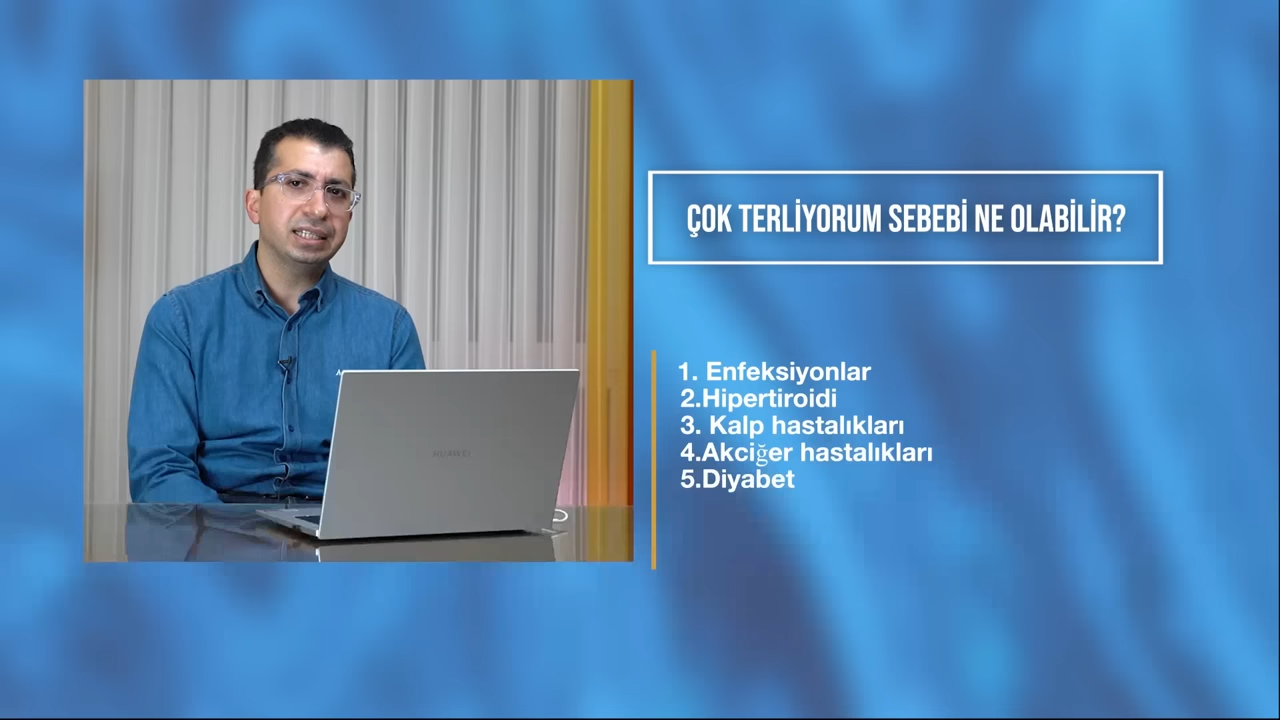 ÇOK TERLİYORUM SEBEBİ NE OLABİLİR?
1. Enfeksiyonlar
2.Hipertiroidi
3. Kalp hastalıkları
4.Akciğer hastalıkları
5.Diyabet
HUAWEI